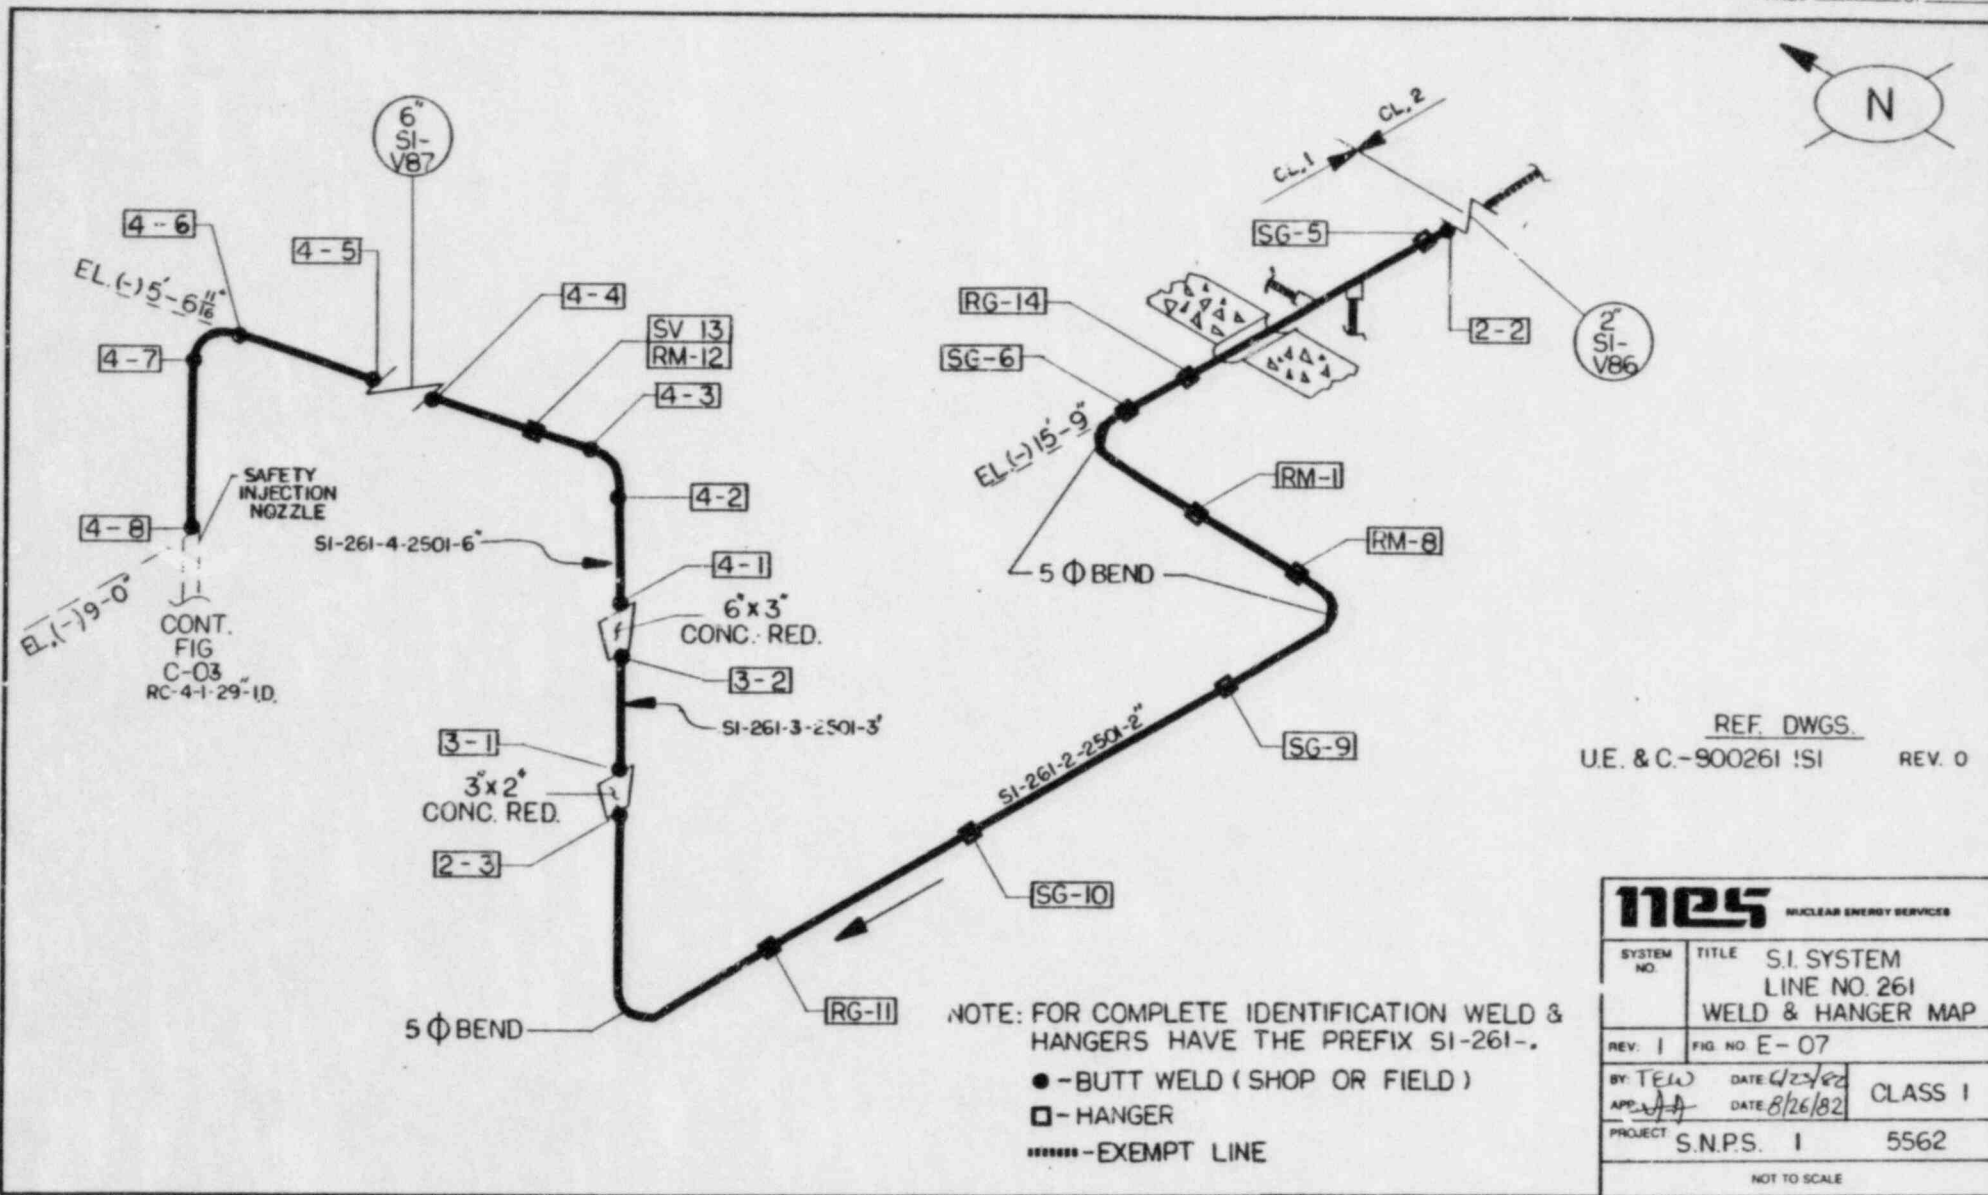 N
6"
SI-
V87
4-6
4-5
EL. (-) 5'-6 11/16"
4-7
4-4
SV 13
RM-12
4-3
4-8
SAFETY
INJECTION
NOZZLE
4-2
SI-261-4-2501-6"
4-1
EL. (-) 9-0"
CONT.
FIG
C-03
RC-4-1-29" I.D.
6" X 3"
CONC. RED.
3-2
SI-261-3-2501-3"
3-1
3" X 2"
CONC. RED.
2-3
5 Φ BEND
CL. 1
CL. 2
SG-5
RG-14
SG-6
2-2
2"
SI-
V86
EL. (-) 15'-9"
RM-1
RM-8
5 Φ BEND
SG-9
SI-261-2-2501-2"
SG-10
RG-11
REF. DWGS.
U.E. & C.-900261 ISI REV. 0
NOTE: FOR COMPLETE IDENTIFICATION WELD &
HANGERS HAVE THE PREFIX SI-261-.
-BUTT WELD (SHOP OR FIELD)
- HANGER
-EXEMPT LINE
nes NUCLEAR ENERGY SERVICES
SYSTEM NO.
TITLE S.I. SYSTEM
LINE NO. 261
WELD & HANGER MAP
REV: 1 FIG. NO. E-07
BY: TEW DATE
APP. DATE 8/26/82
CLASS 1
PROJECT S.N.P.S. 1 5562
NOT TO SCALE